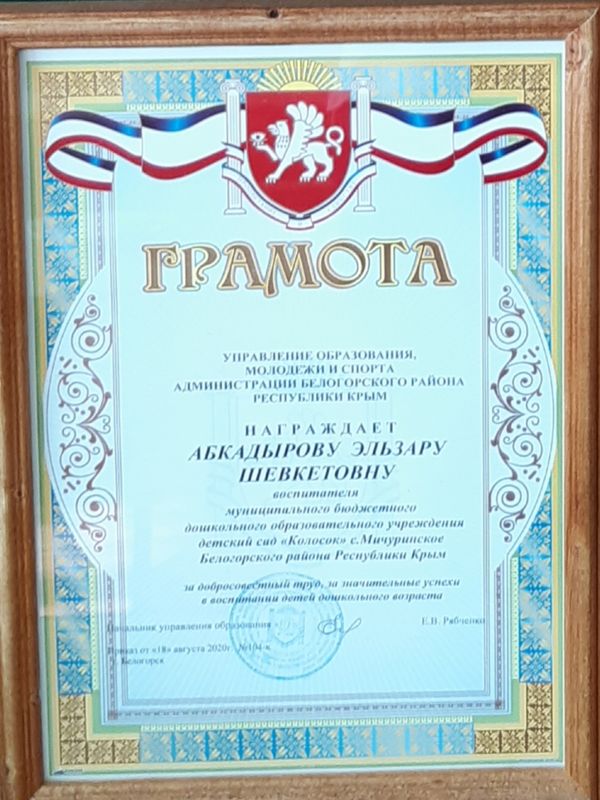 ГРАМОТА
УПРАВЛЕНИЕ ОБРАЗОВАНИЯ,
МОЛОДЕЖИ И СПОРТА
АДМИНИСТРАЦИИ БЕЛОГОРСКОГО РАЙОНА
РЕСПУБЛИКИ КРЫМ
НАГРАЖДАЕТ
АБКАДЫРОВУ ЭЛЬЗАРУ
ШЕВКЕТОВНУ
воспитателя
муниципального бюджетного
дошкольного образовательного учреждения
детский сад «Колосок» с.Мичуринское
Белогорского района Республики Крым
за добросовестный труд, за значительные успехи
в воспитании детей дошкольного возраста
Начальник управления образования Е.В. Рябченко
Приказ от «18» августа 2020г. №104-к
г. Белогорск